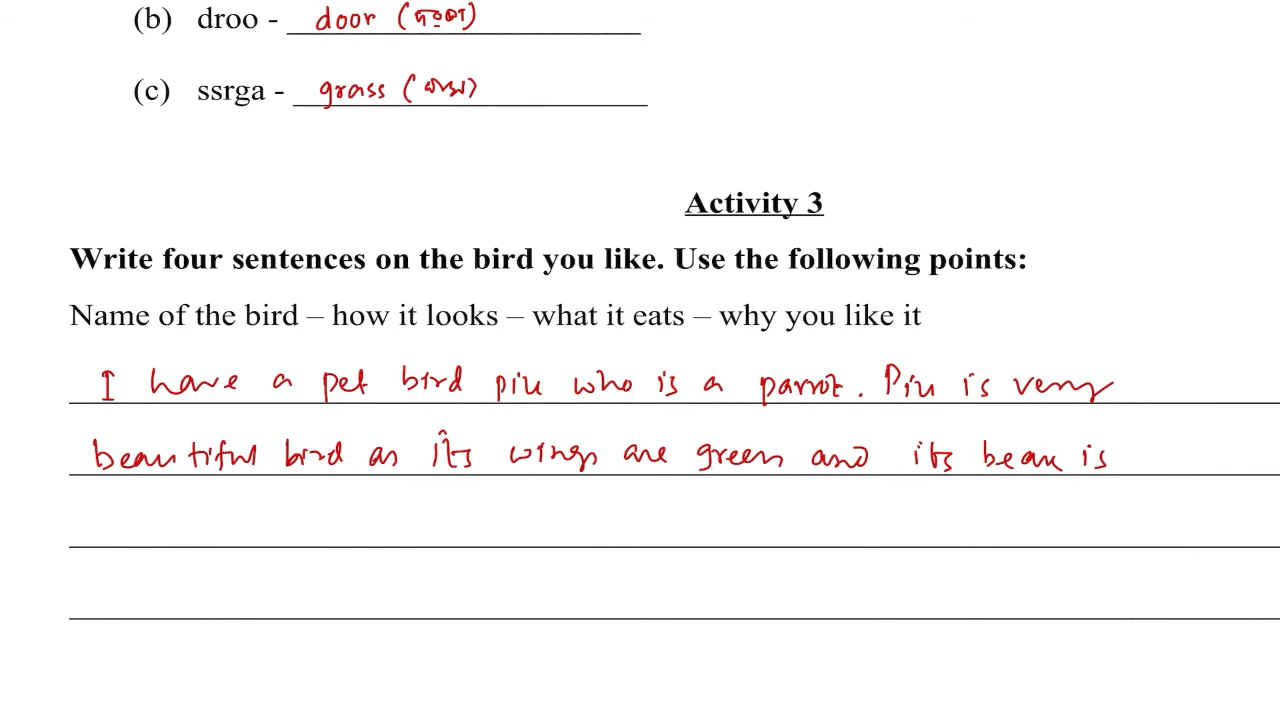 (b) droo - door (দরজা)
(c) ssrga - grass (ঘাস)
Activity 3
Write four sentences on the bird you like. Use the following points:
Name of the bird – how it looks – what it eats – why you like it
I have a pet bird piu who is a parrot. Piu is very
beautiful bird as its wings are green and its beak is